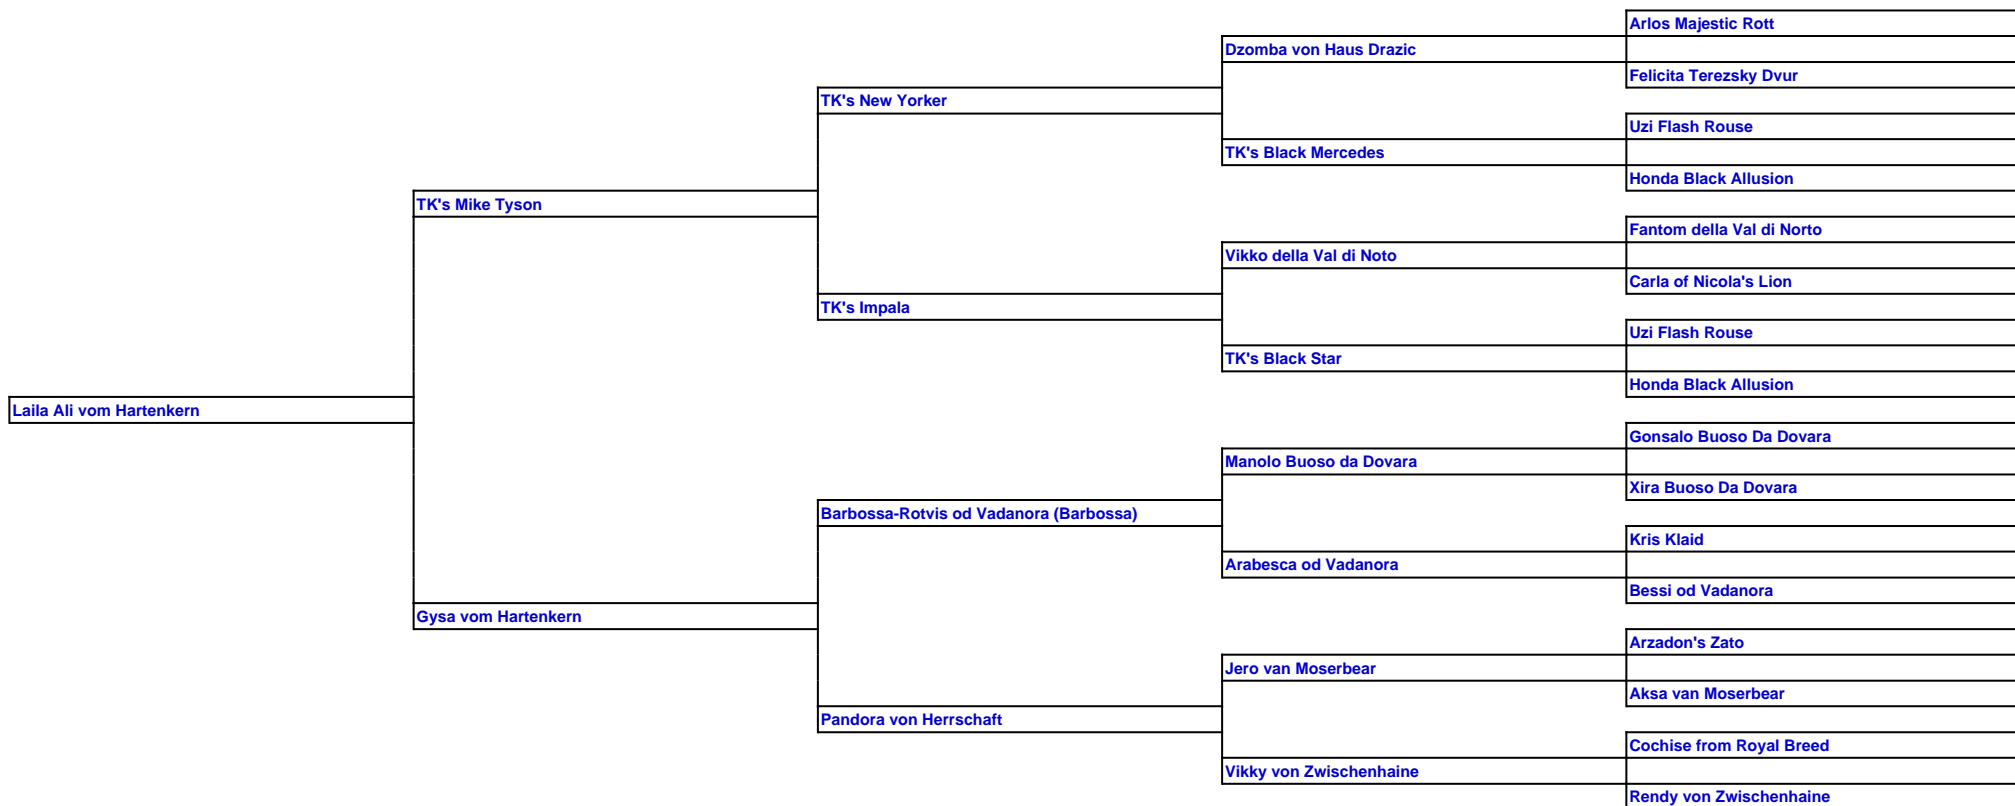 Arlos Majestic Rott
Dzomba von Haus Drazic
Felicita Terezsky Dvur
TK's New Yorker
Uzi Flash Rouse
TK's Black Mercedes
Honda Black Allusion
TK's Mike Tyson
Fantom della Val di Norto
Vikko della Val di Noto
Carla of Nicola's Lion
TK's Impala
Uzi Flash Rouse
TK's Black Star
Honda Black Allusion
Laila Ali vom Hartenkern
Gonsalo Buoso Da Dovara
Manolo Buoso da Dovara
Xira Buoso Da Dovara
Barbossa-Rotvis od Vadanora (Barbossa)
Kris Klaid
Arabesca od Vadanora
Bessi od Vadanora
Gysa vom Hartenkern
Arzadon's Zato
Jero van Moserbear
Aksa van Moserbear
Pandora von Herrschaft
Cochise from Royal Breed
Vikky von Zwischenhaine
Rendy von Zwischenhaine